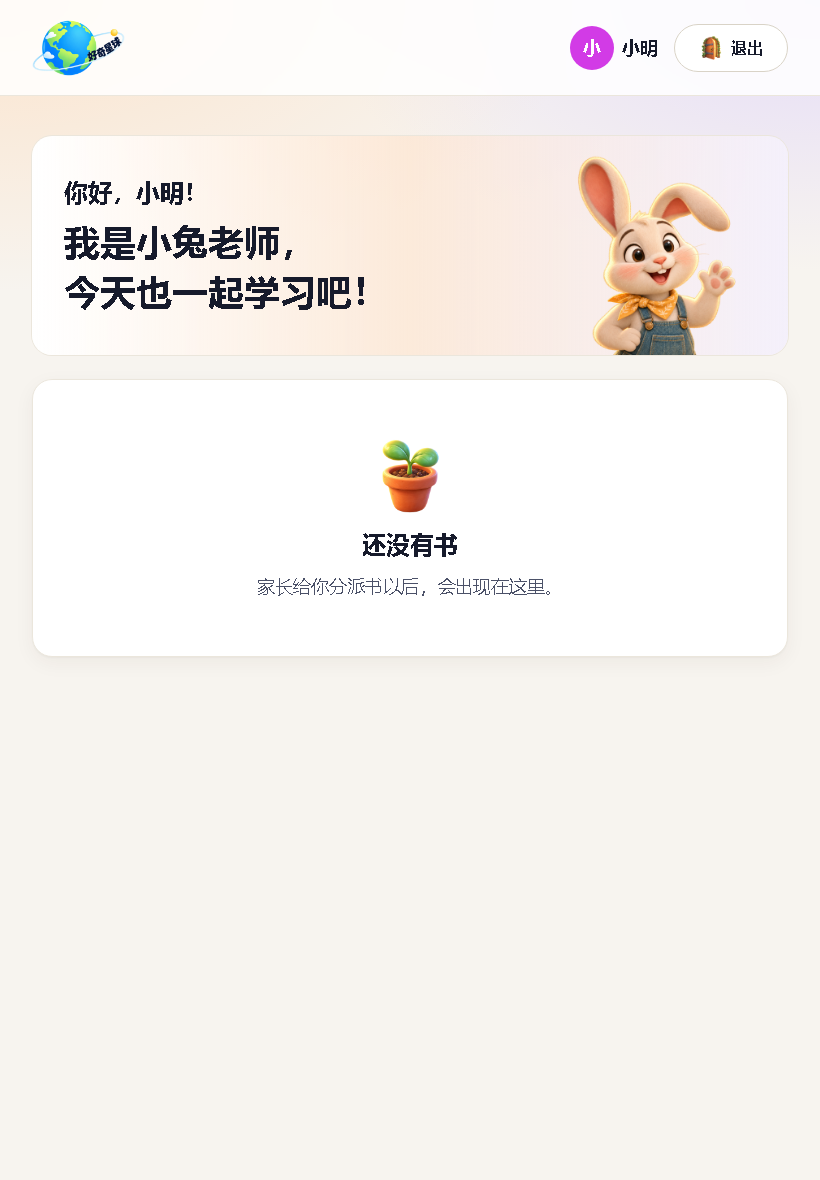 好奇星球
小 小明 退出
你好，小明！
我是小兔老师，
今天也一起学习吧！
还没有书
家长给你分派书以后，会出现在这里。